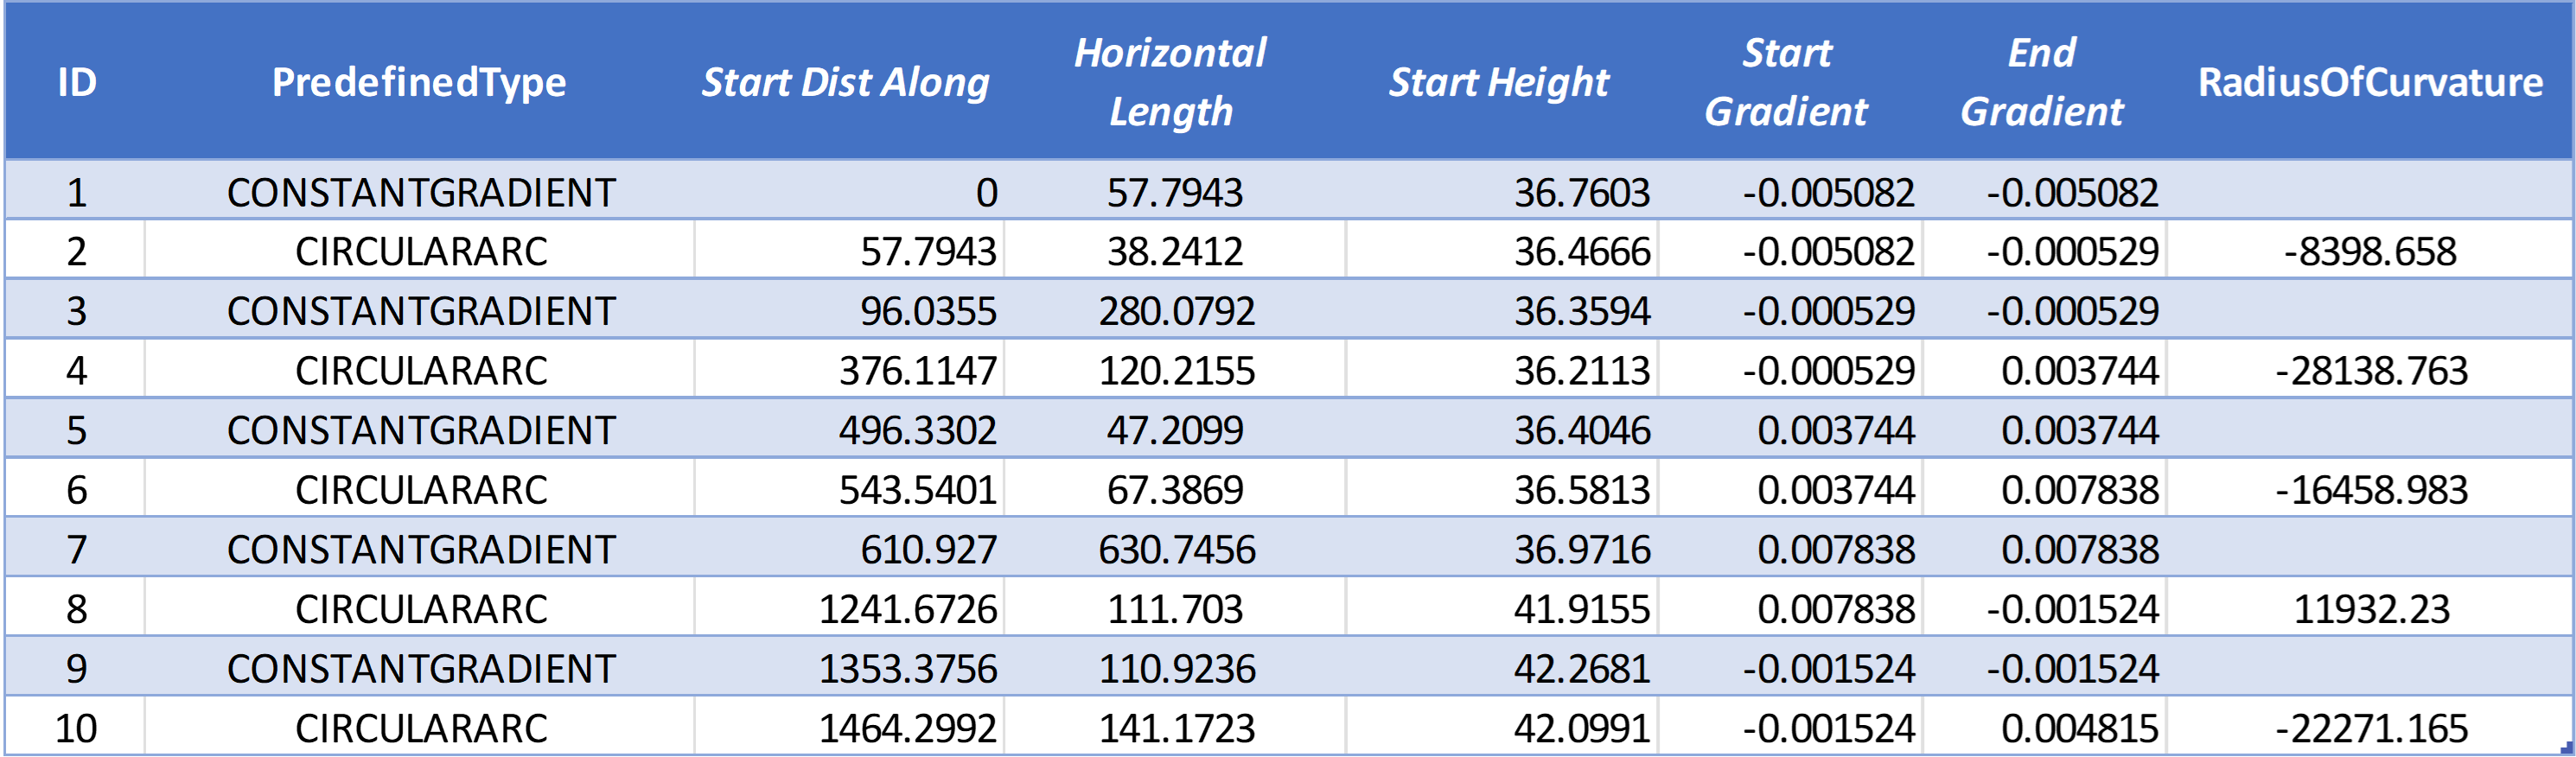 ID PredefinedType Start Dist Along Horizontal Length Start Height Start Gradient End Gradient RadiusOfCurvature
1 CONSTANTGRADIENT 0 57.7943 36.7603 -0.005082 -0.005082
2 CIRCULARARC 57.7943 38.2412 36.4666 -0.005082 -0.000529 -8398.658
3 CONSTANTGRADIENT 96.0355 280.0792 36.3594 -0.000529 -0.000529
4 CIRCULARARC 376.1147 120.2155 36.2113 -0.000529 0.003744 -28138.763
5 CONSTANTGRADIENT 496.3302 47.2099 36.4046 0.003744 0.003744
6 CIRCULARARC 543.5401 67.3869 36.5813 0.003744 0.007838 -16458.983
7 CONSTANTGRADIENT 610.927 630.7456 36.9716 0.007838 0.007838
8 CIRCULARARC 1241.6726 111.703 41.9155 0.007838 -0.001524 11932.23
9 CONSTANTGRADIENT 1353.3756 110.9236 42.2681 -0.001524 -0.001524
10 CIRCULARARC 1464.2992 141.1723 42.0991 -0.001524 0.004815 -22271.165